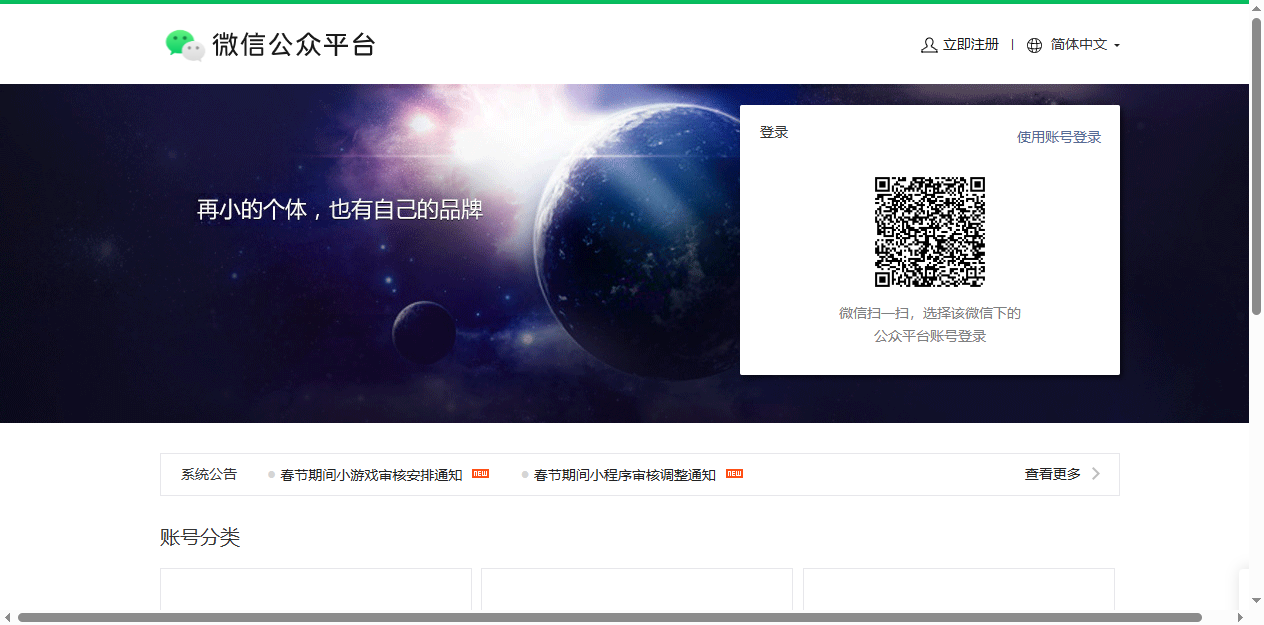 微信公众平台
立即注册 | 简体中文
登录
使用账号登录
再小的个体，也有自己的品牌
微信扫一扫，选择该微信下的
公众平台账号登录
系统公告 春节期间小游戏审核安排通知 NEW 春节期间小程序审核调整通知 NEW 查看更多
账号分类